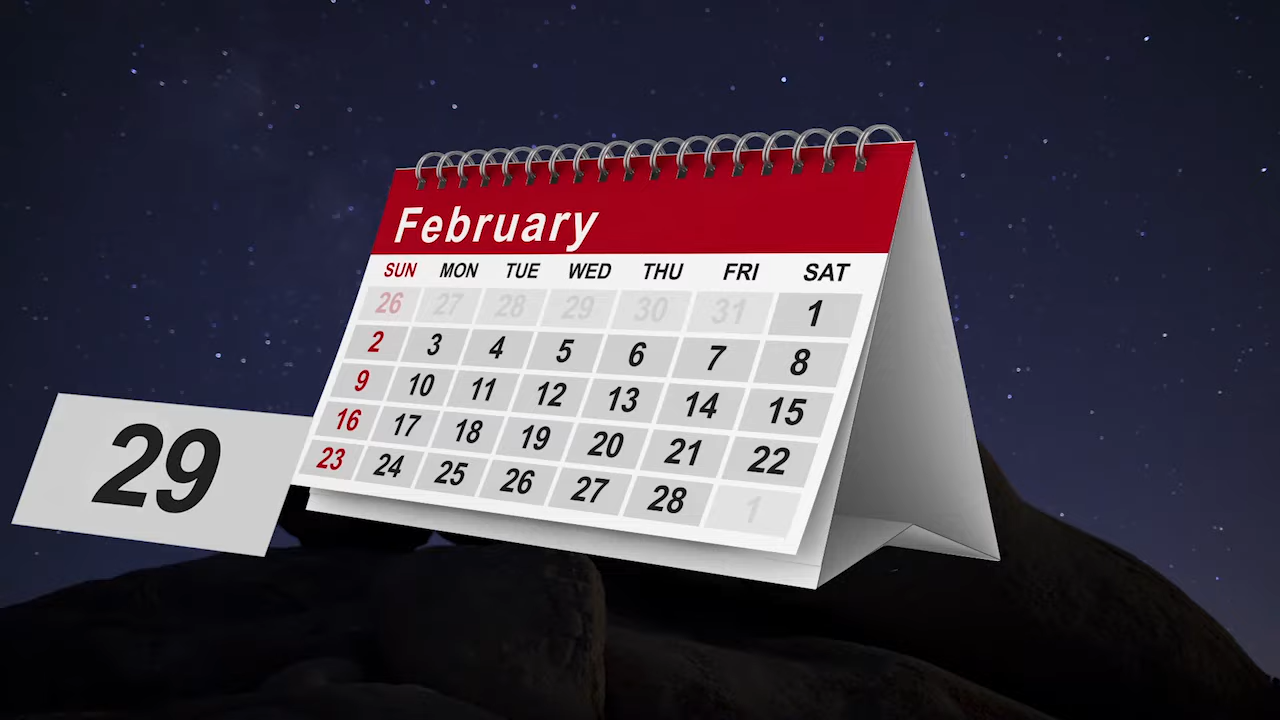 February
SUN MON TUE WED THU FRI SAT
26 27 28 29 30 31 1
2 3 4 5 6 7 8
9 10 11 12 13 14 15
16 17 18 19 20 21 22
23 24 25 26 27 28 1
29